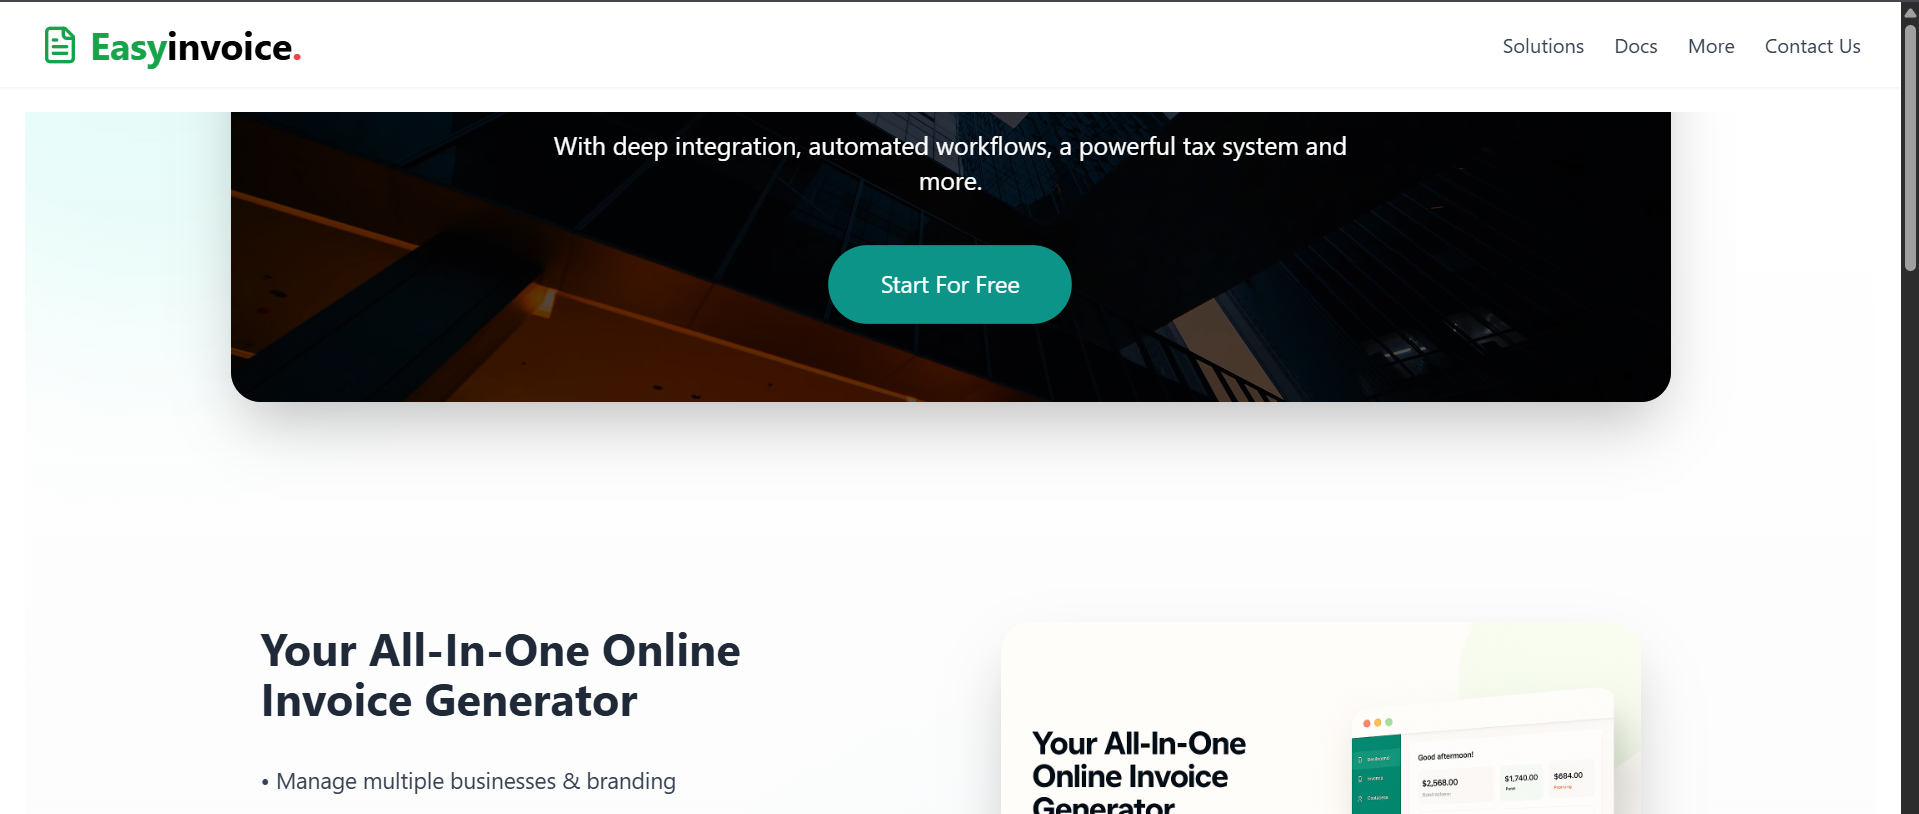 Easyinvoice.
Solutions
Docs
More
Contact Us
With deep integration, automated workflows, a powerful tax system and
more.
Start For Free
Your All-In-One Online
Invoice Generator
• Manage multiple businesses & branding
Your All-In-One
Online Invoice
Generator
Good afternoon!
$2,568.00
$1,740.00
$684.00
Dashboard